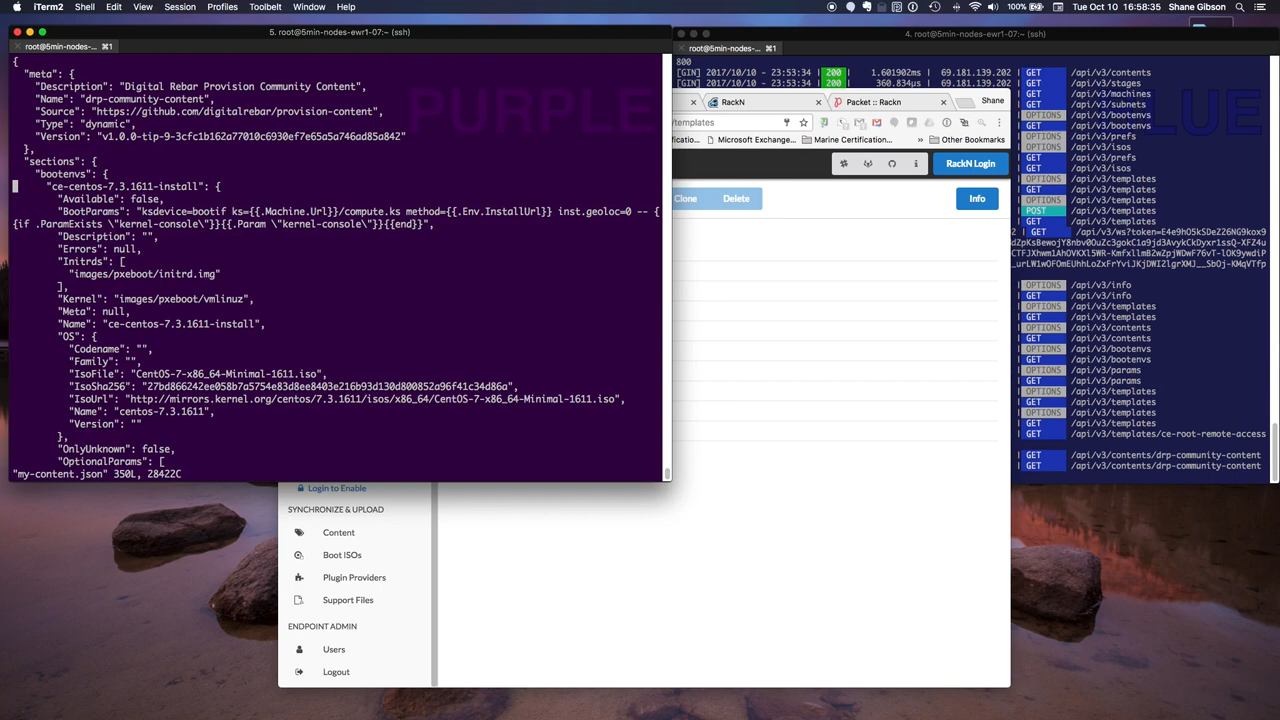 iTerm2 Shell Edit View Session Profiles Toolbelt Window Help
100% Tue Oct 10 16:58:35 Shane Gibson
5. root@5min-nodes-ewr1-07:~ (ssh)
root@5min-nodes-... ⌘1
PURPLE
{
"meta": {
"Description": "Digital Rebar Provision Community Content",
"Name": "drp-community-content",
"Source": "https://github.com/digitalrebar/provision-content",
"Type": "dynamic",
"Version": "v1.0.0-tip-9-3cfc1b162a77010c6930ef7e65a5a746ad85a842"
},
"sections": {
"bootenvs": {
"ce-centos-7.3.1611-install": {
"Available": false,
"BootParams": "ksdevice=bootif ks={{.Machine.Url}}/compute.ks method={{.Env.InstallUrl}} inst.geoloc=0 -- {
{if .ParamExists \"kernel-console\"}}{{.Param \"kernel-console\"}}{{end}}",
"Description": "",
"Errors": null,
"Initrds": [
"images/pxeboot/initrd.img"
],
"Kernel": "images/pxeboot/vmlinuz",
"Meta": null,
"Name": "ce-centos-7.3.1611-install",
"OS": {
"Codename": "",
"Family": "",
"IsoFile": "CentOS-7-x86_64-Minimal-1611.iso",
"IsoSha256": "27bd866242ee058b7a5754e83d8ee8403e216b93d130d800852a96f41c34d86a",
"IsoUrl": "http://mirrors.kernel.org/centos/7.3.1611/isos/x86_64/CentOS-7-x86_64-Minimal-1611.iso",
"Name": "centos-7.3.1611",
"Version": ""
},
"OnlyUnknown": false,
"OptionalParams": [
"my-content.json" 350L, 28422C
4. root@5min-nodes-ewr1-07:~ (ssh)
root@5min-nodes-... ⌘1
LUE
800
[GIN] 2017/10/10 - 23:53:34 | 200 | 1.601902ms | 69.181.139.202 | GET /api/v3/contents
[GIN] 2017/10/10 - 23:53:34 | 200 | 360.834µs | 69.181.139.202 | GET /api/v3/stages
| GET /api/v3/machines
| GET /api/v3/subnets
| OPTIONS /api/v3/bootenvs
| GET /api/v3/bootenvs
| GET /api/v3/prefs
| OPTIONS /api/v3/isos
| GET /api/v3/prefs
| GET /api/v3/isos
| OPTIONS /api/v3/templates
| GET /api/v3/templates
| OPTIONS /api/v3/templates
| POST /api/v3/templates
| GET /api/v3/templates
2 | GET /api/v3/ws?token=E4e9hO5kSDeZZ6NG9kox9
| OPTIONS /api/v3/info
| GET /api/v3/info
| OPTIONS /api/v3/templates
| GET /api/v3/templates
| OPTIONS /api/v3/contents
| GET /api/v3/contents
| OPTIONS /api/v3/bootenvs
| GET /api/v3/bootenvs
| OPTIONS /api/v3/params
| GET /api/v3/params
| OPTIONS /api/v3/templates
| GET /api/v3/templates
| OPTIONS /api/v3/templates
| GET /api/v3/templates
| GET /api/v3/templates/ce-root-remote-access
| GET /api/v3/contents/drp-community-content
| GET /api/v3/contents/drp-community-content
RackN
Packet :: Rackn
Shane
/templates
ification...
Microsoft Exchange...
Marine Certification...
» Other Bookmarks
RackN Login
Clone Delete Info
Login to Enable
SYNCHRONIZE & UPLOAD
Content
Boot ISOs
Plugin Providers
Support Files
ENDPOINT ADMIN
Users
Logout